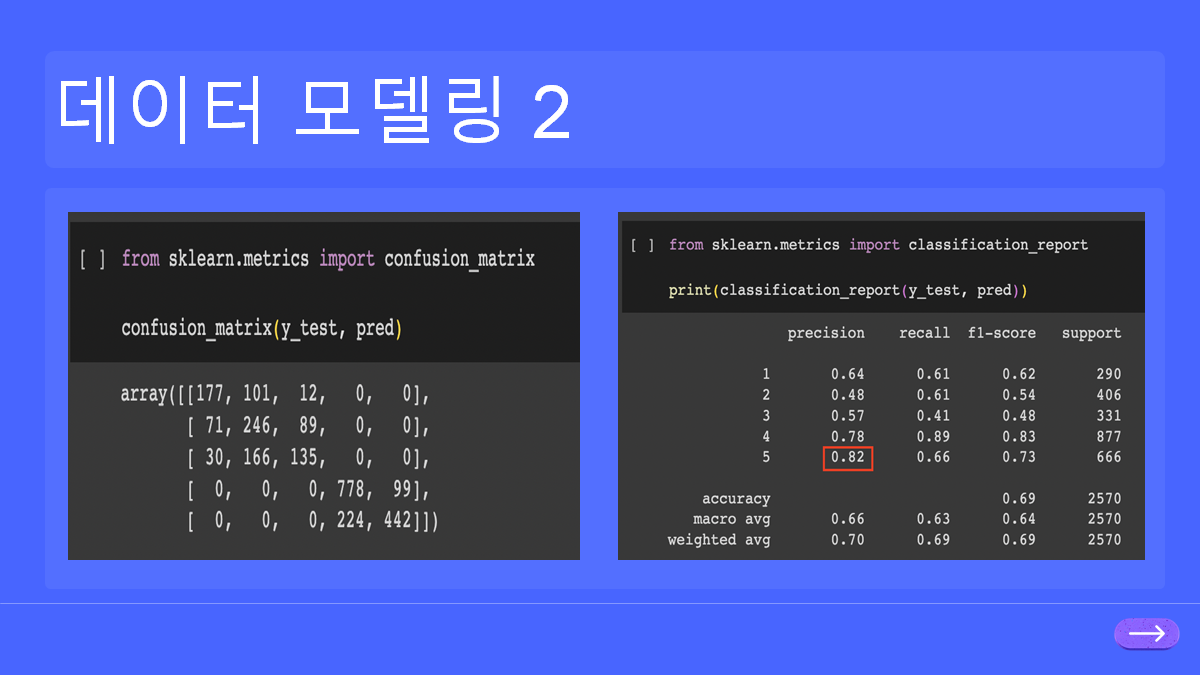 데이터 모델링 2
[ ] from sklearn.metrics import confusion_matrix
confusion_matrix(y_test, pred)
array([[177, 101, 12, 0, 0],
[ 71, 246, 89, 0, 0],
[ 30, 166, 135, 0, 0],
[ 0, 0, 0, 778, 99],
[ 0, 0, 0, 224, 442]])
[ ] from sklearn.metrics import classification_report
print(classification_report(y_test, pred))
precision recall f1-score support
1 0.64 0.61 0.62 290
2 0.48 0.61 0.54 406
3 0.57 0.41 0.48 331
4 0.78 0.89 0.83 877
5 0.82 0.66 0.73 666
accuracy 0.69 2570
macro avg 0.66 0.63 0.64 2570
weighted avg 0.70 0.69 0.69 2570